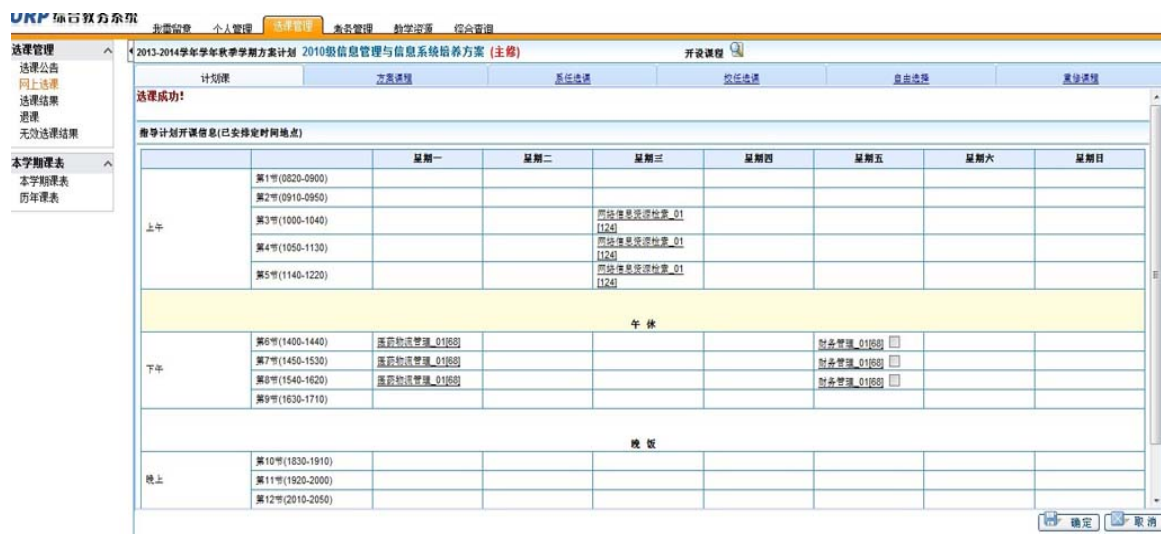 URP 综合教务系统
我要留意 个人管理 选课管理 教务管理 教学资源 综合查询
选课管理
选课公告
网上选课
选课结果
退课
无效选课结果
本学期课表
本学期课表
历年课表
2013-2014学年学年秋季学期方案计划 2010级信息管理与信息系统培养方案 (主修) 开设课程
计划课 方案课程 系任选课 校任选课 自由选择 重修课程
选课成功!
指导计划开课信息(已安排定时间地点)
星期一 星期二 星期三 星期四 星期五 星期六 星期日
上午
第1节(0820-0900)
第2节(0910-0950)
第3节(1000-1040) 网络信息资源检索_01
[124]
第4节(1050-1130) 网络信息资源检索_01
[124]
第5节(1140-1220) 网络信息资源检索_01
[124]
午 休
下午
第6节(1400-1440) 医药物流管理_01[68] 财务管理_01[68]
第7节(1450-1530) 医药物流管理_01[68] 财务管理_01[68]
第8节(1540-1620) 医药物流管理_01[68] 财务管理_01[68]
第9节(1630-1710)
晚 饭
晚上
第10节(1830-1910)
第11节(1920-2000)
第12节(2010-2050)
确定 取消